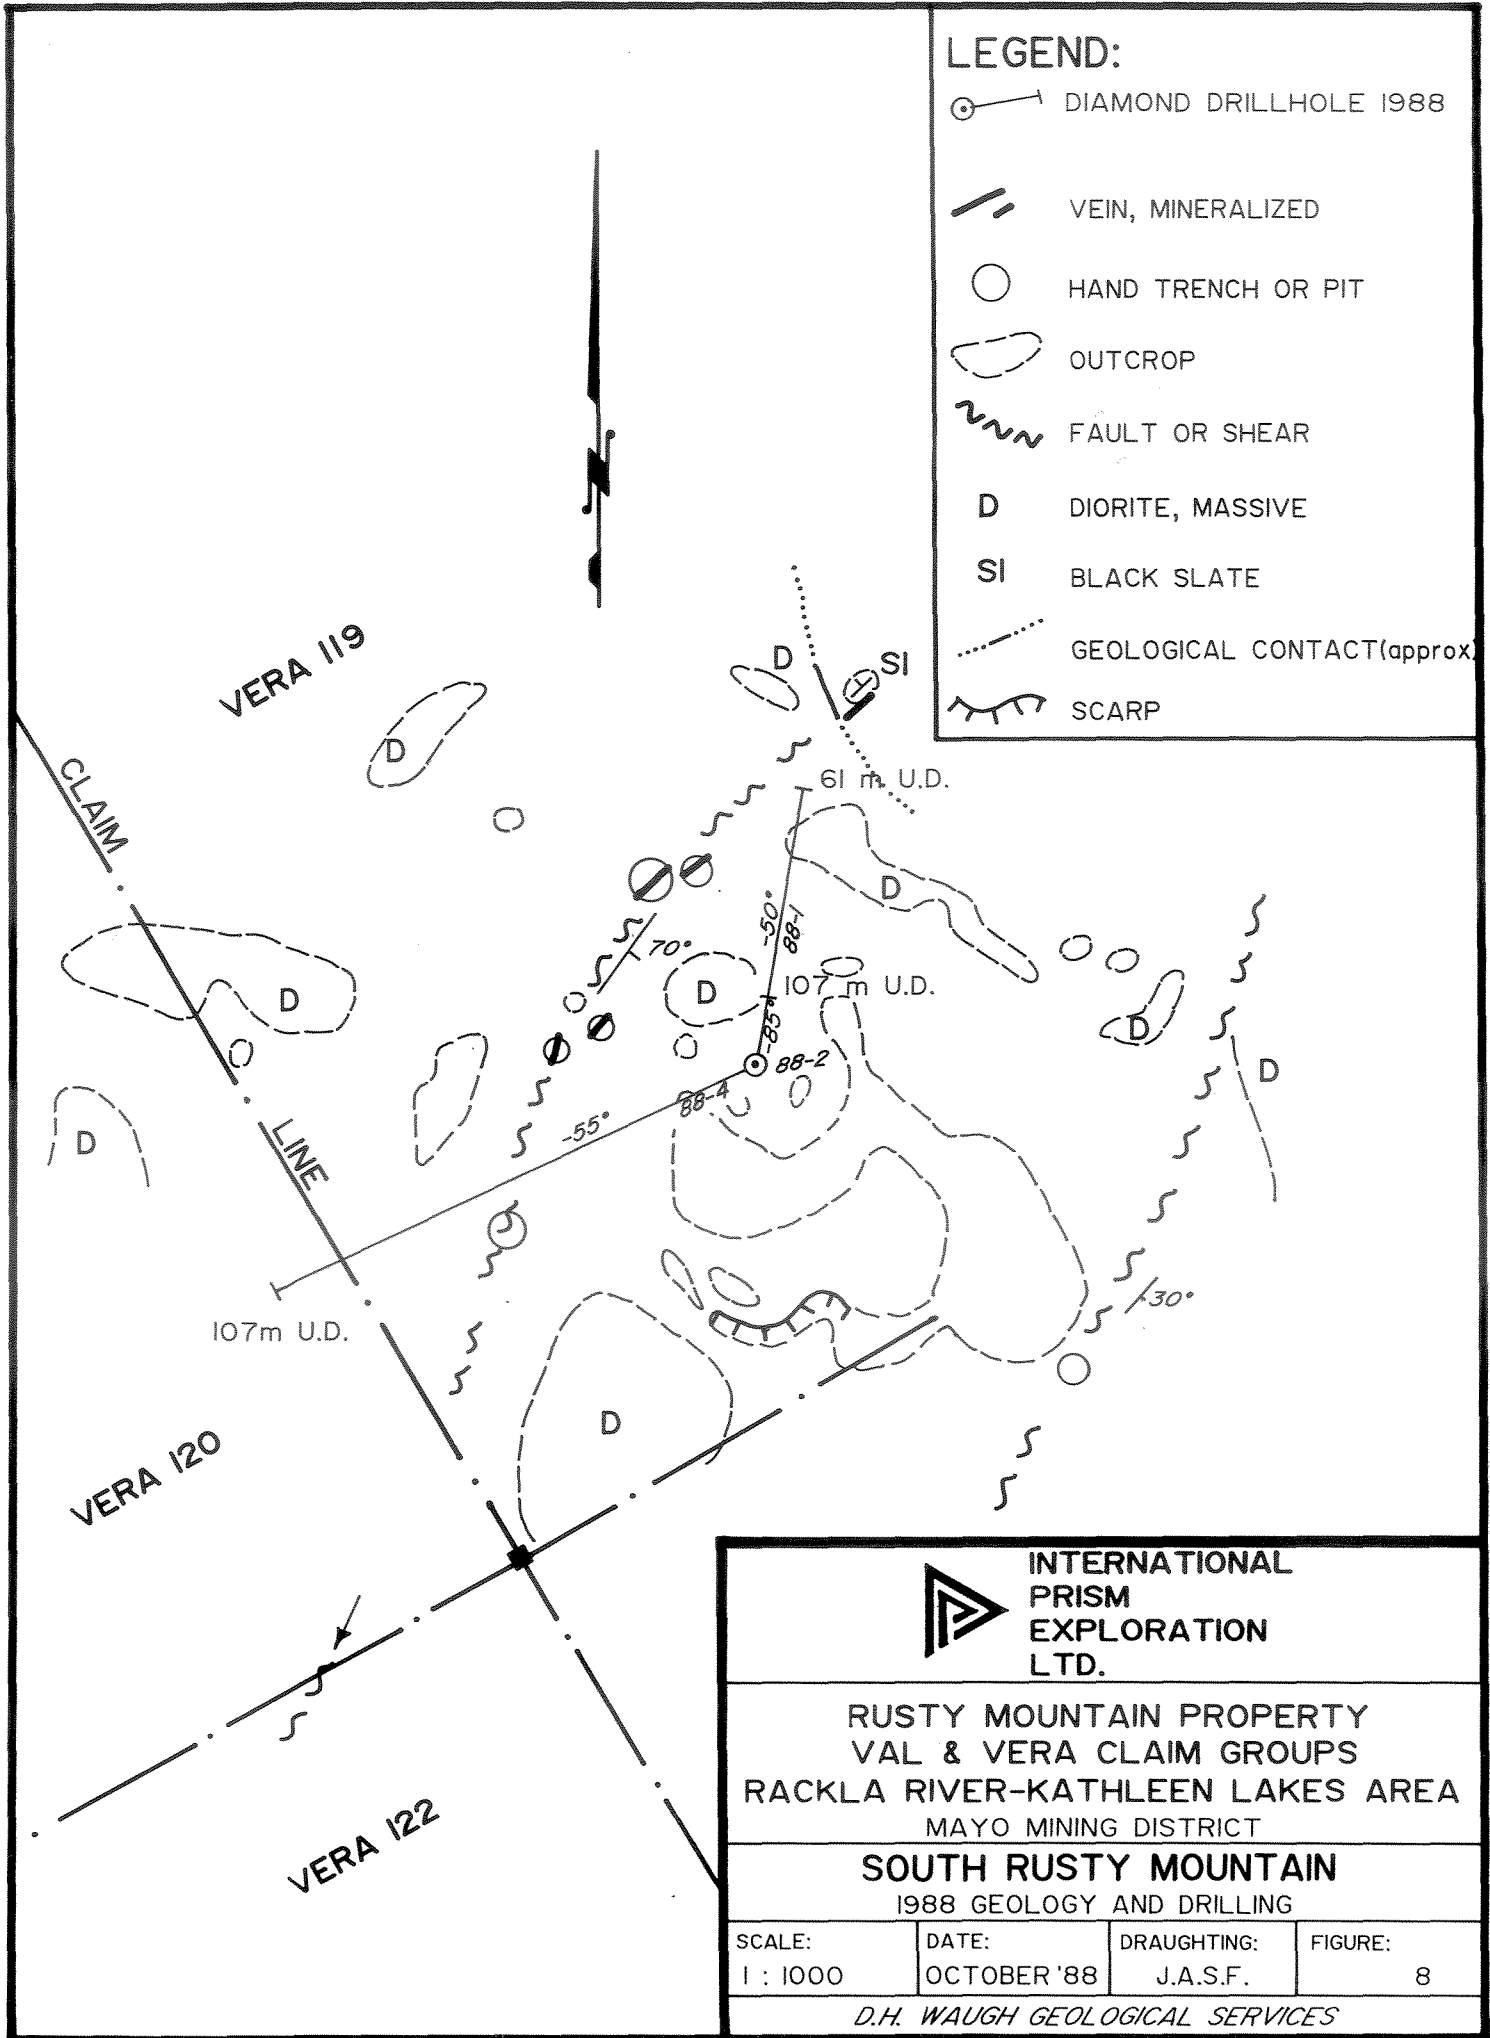 LEGEND:
DIAMOND DRILLHOLE 1988
VEIN, MINERALIZED
HAND TRENCH OR PIT
OUTCROP
FAULT OR SHEAR
D DIORITE, MASSIVE
Sl BLACK SLATE
GEOLOGICAL CONTACT(approx)
SCARP
N
VERA 119
D
Sl
D
CLAIM
61 m U.D.
D
-50°
88-1
70°
D
107 m U.D.
D
D
-85°
88-2
D
88-4
-55°
D
LINE
30°
107m U.D.
D
VERA 120
VERA 122
INTERNATIONAL
PRISM
EXPLORATION
LTD.
RUSTY MOUNTAIN PROPERTY
VAL & VERA CLAIM GROUPS
RACKLA RIVER-KATHLEEN LAKES AREA
MAYO MINING DISTRICT
SOUTH RUSTY MOUNTAIN
1988 GEOLOGY AND DRILLING
SCALE:
1 : 1000
DATE:
OCTOBER '88
DRAUGHTING:
J.A.S.F.
FIGURE:
8
D.H. WAUGH GEOLOGICAL SERVICES